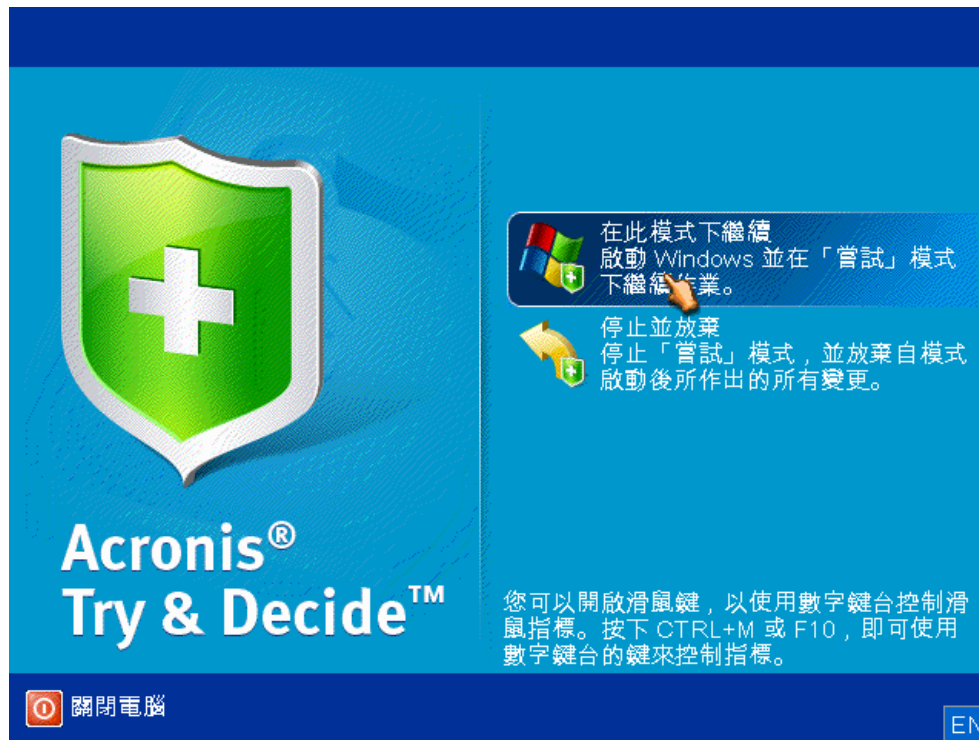 在此模式下繼續
啟動 Windows 並在「嘗試」模式
下繼續作業。
停止並放棄
停止「嘗試」模式，並放棄自模式
啟動後所作出的所有變更。
Acronis®
Try & Decide™
您可以開啟滑鼠鍵，以使用數字鍵台控制滑
鼠指標。按下 CTRL+M 或 F10，即可使用
數字鍵台的鍵來控制指標。
關閉電腦
EN